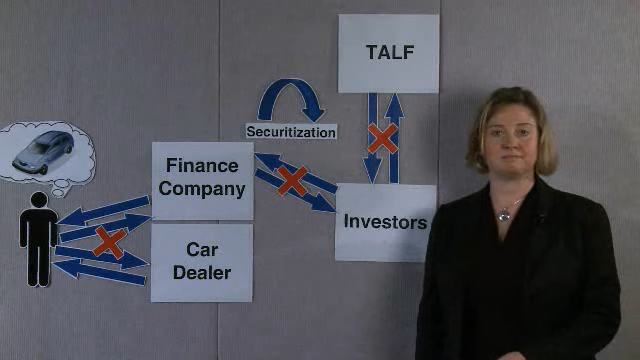 TALF
Securitization
Finance
Company
Investors
Car
Dealer